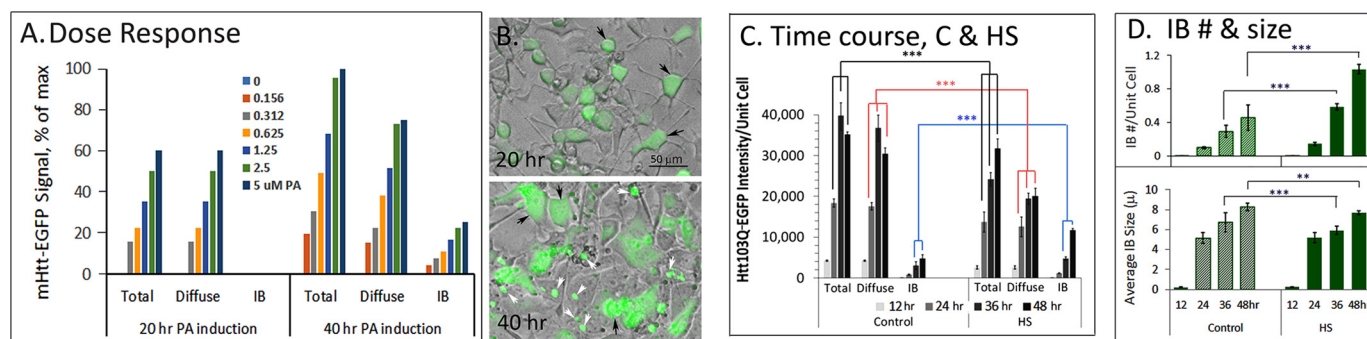 A. Dose Response
mHtt-EGFP Signal, % of max
100
80
60
40
20
0
0
0.156
0.312
0.625
1.25
2.5
5 uM PA
Total Diffuse IB Total Diffuse IB
20 hr PA induction 40 hr PA induction
B.
20 hr
50 µm
40 hr
C. Time course, C & HS
Htt103Q-EGFP Intensity/Unit Cell
40,000
30,000
20,000
10,000
0
***
***
***
Total Diffuse IB Total Diffuse IB
12 hr 24 hr 36 hr 48 hr
Control HS
D. IB # & size
IB #/Unit Cell
1.2
0.8
0.4
0
***
***
Average IB Size (µ)
10
8
6
4
2
0
**
***
12 24 36 48hr 12 24 36 48h
Control HS